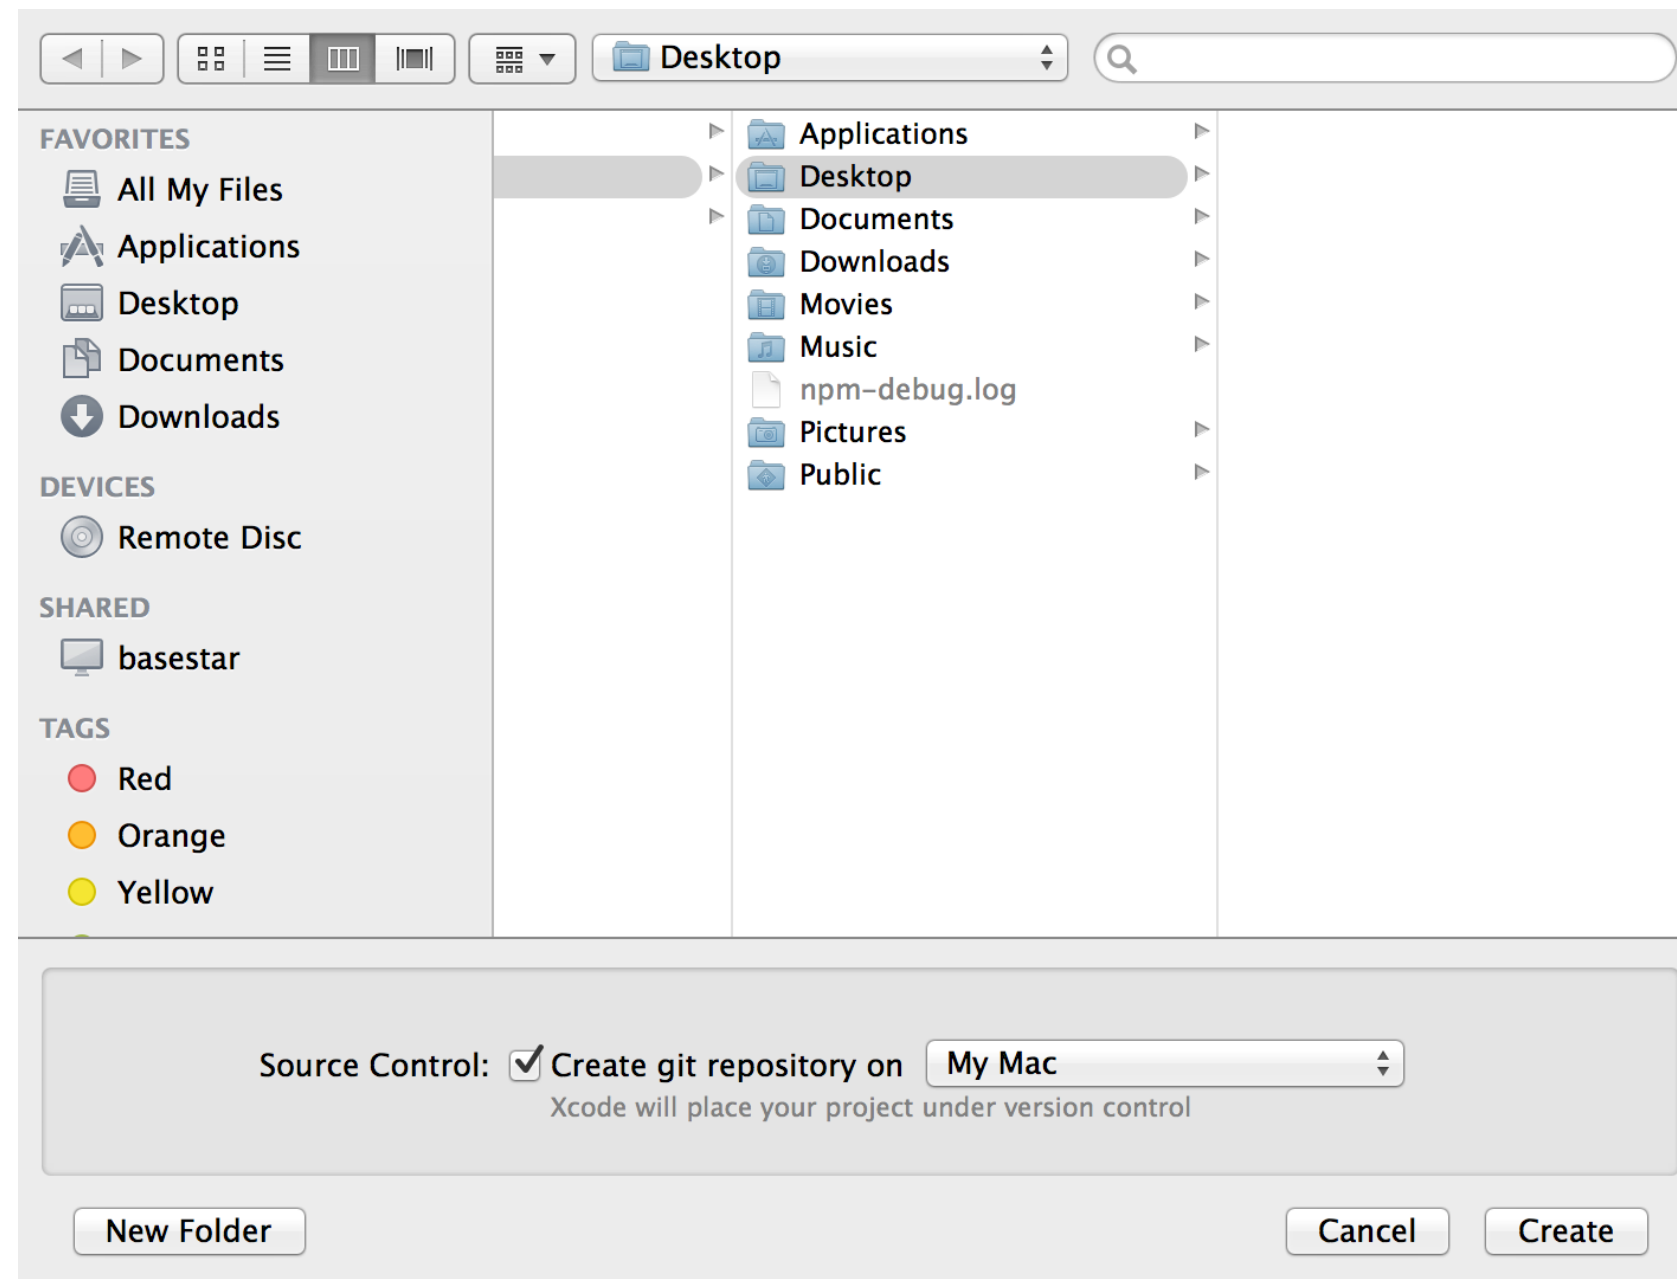 Desktop
FAVORITES
All My Files
Applications
Desktop
Documents
Downloads
DEVICES
Remote Disc
SHARED
basestar
TAGS
Red
Orange
Yellow
Applications
Desktop
Documents
Downloads
Movies
Music
npm-debug.log
Pictures
Public
Source Control: Create git repository on My Mac
Xcode will place your project under version control
New Folder Cancel Create